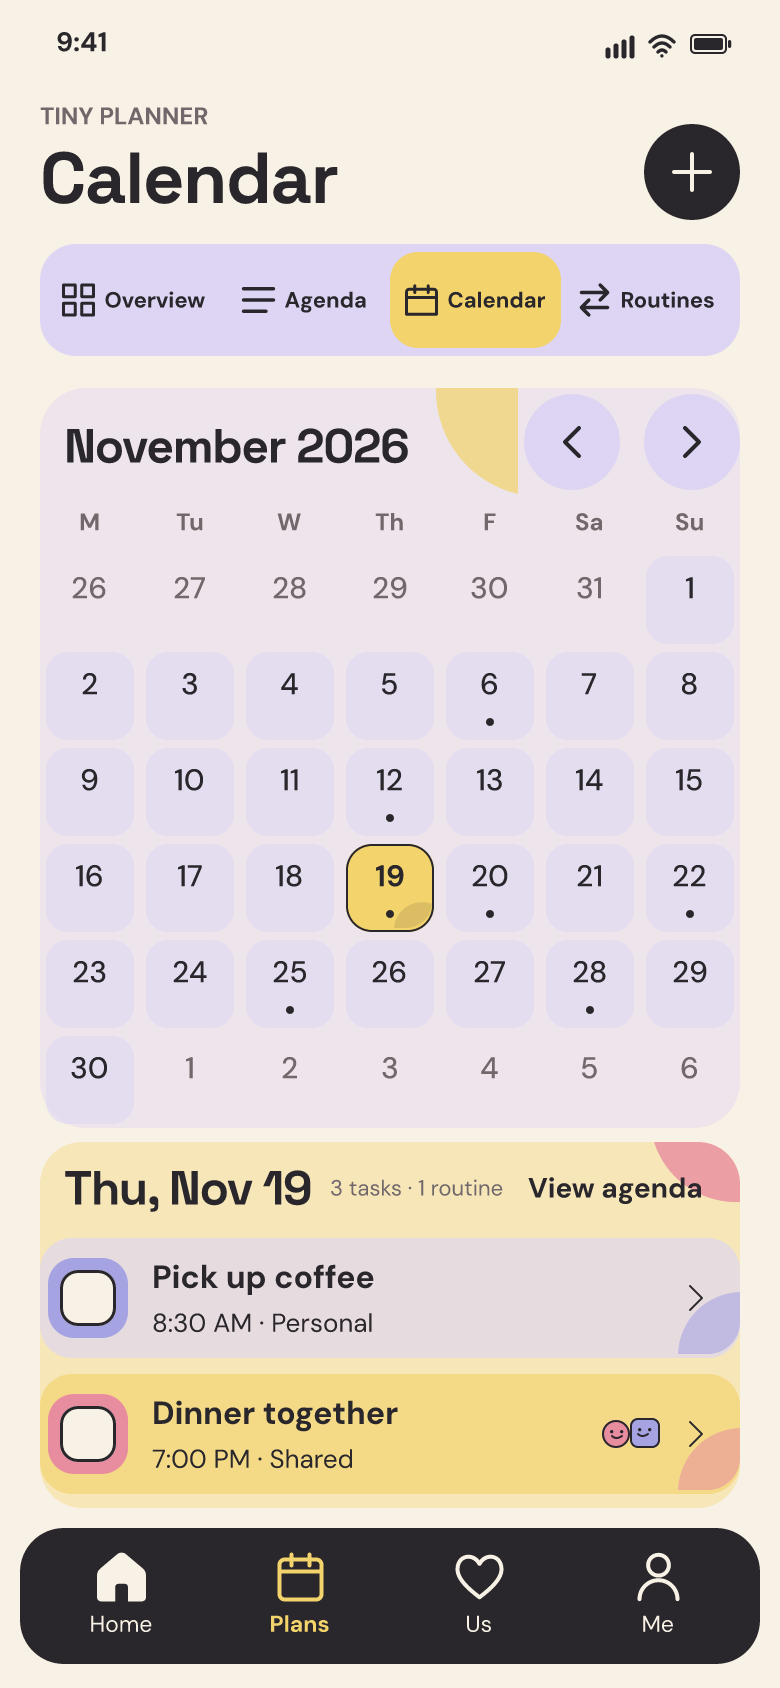 9:41
TINY PLANNER
Calendar
Overview Agenda Calendar Routines
November 2026
M Tu W Th F Sa Su
26 27 28 29 30 31 1
2 3 4 5 6 7 8
9 10 11 12 13 14 15
16 17 18 19 20 21 22
23 24 25 26 27 28 29
30 1 2 3 4 5 6
Thu, Nov 19 3 tasks · 1 routine View agenda
Pick up coffee
8:30 AM · Personal
Dinner together
7:00 PM · Shared
Home Plans Us Me